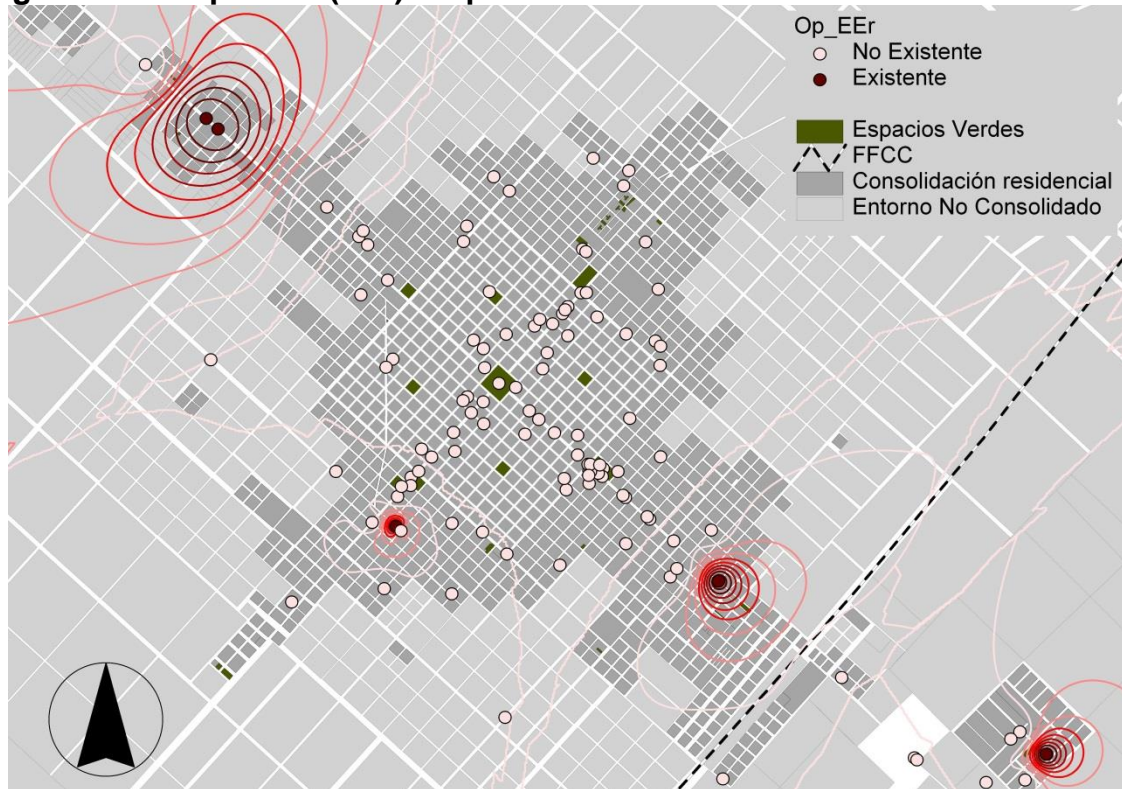 Op_EEr
No Existente
Existente
Espacios Verdes
FFCC
Consolidación residencial
Entorno No Consolidado